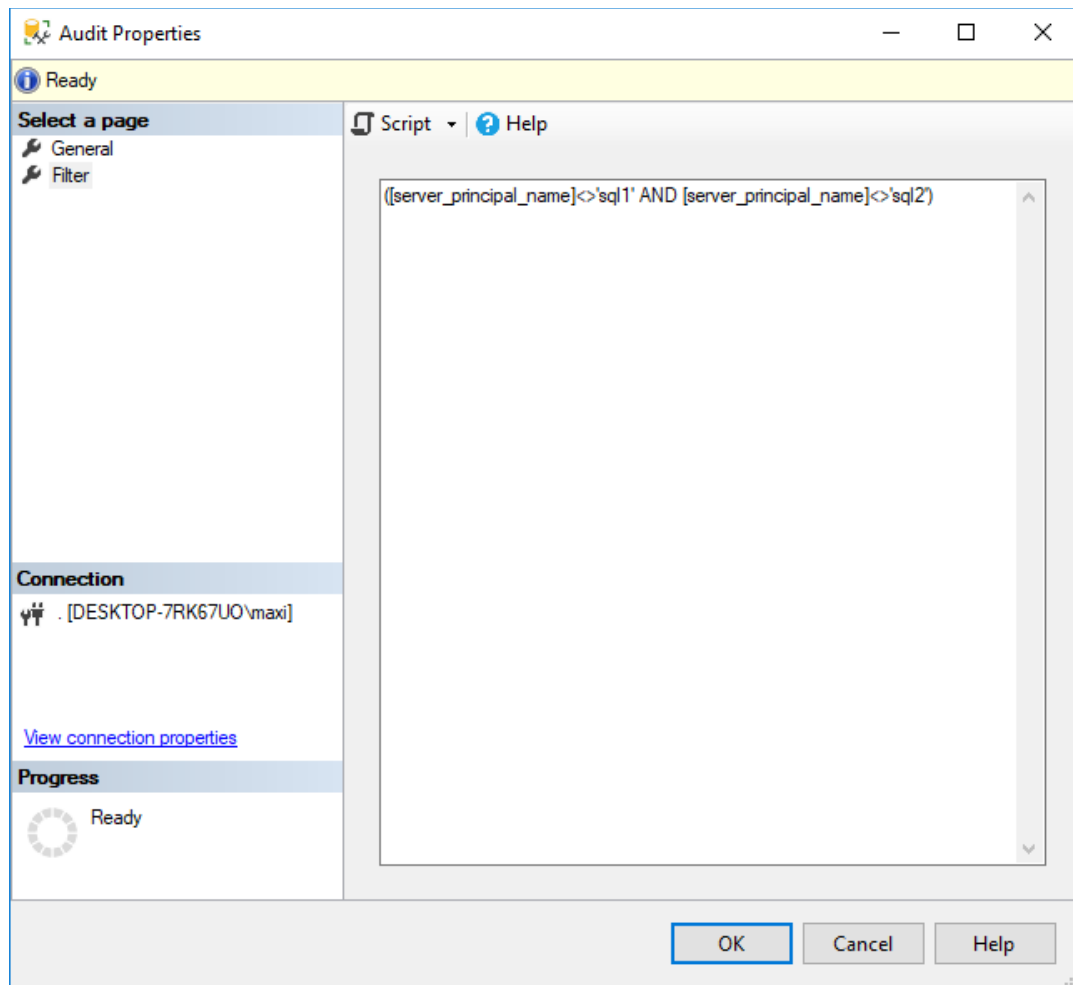 Audit Properties
Ready
Select a page
General
Filter
Script
Help
([server_principal_name]<>'sql1' AND [server_principal_name]<>'sql2')
Connection
. [DESKTOP-7RK67UO\maxi]
View connection properties
Progress
Ready
OK
Cancel
Help